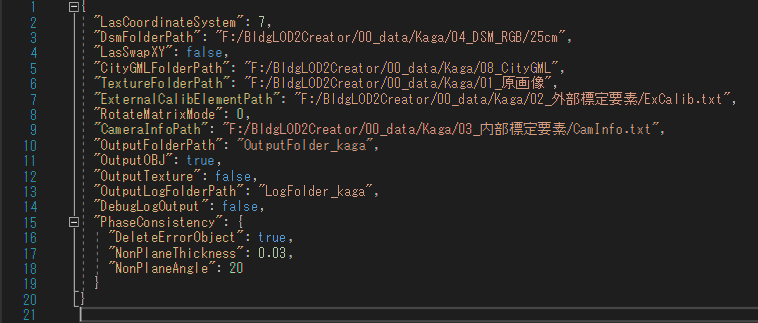 1 {
2 "LasCoordinateSystem": 7,
3 "DsmFolderPath": "F:/BldgLOD2Creator/00_data/Kaga/04_DSM_RGB/25cm",
4 "LasSwapXY": false,
5 "CityGMLFolderPath": "F:/BldgLOD2Creator/00_data/Kaga/08_CityGML",
6 "TextureFolderPath": "F:/BldgLOD2Creator/00_data/Kaga/01_原画像",
7 "ExternalCalibElementPath": "F:/BldgLOD2Creator/00_data/Kaga/02_外部標定要素/ExCalib.txt",
8 "RotateMatrixMode": 0,
9 "CameraInfoPath": "F:/BldgLOD2Creator/00_data/Kaga/03_内部標定要素/CamInfo.txt",
10 "OutputFolderPath": "OutputFolder_kaga",
11 "OutputOBJ": true,
12 "OutputTexture": false,
13 "OutputLogFolderPath": "LogFolder_kaga",
14 "DebugLogOutput": false,
15 "PhaseConsistency": {
16 "DeleteErrorObject": true,
17 "NonPlaneThickness": 0.03,
18 "NonPlaneAngle": 20
19 }
20 }
21